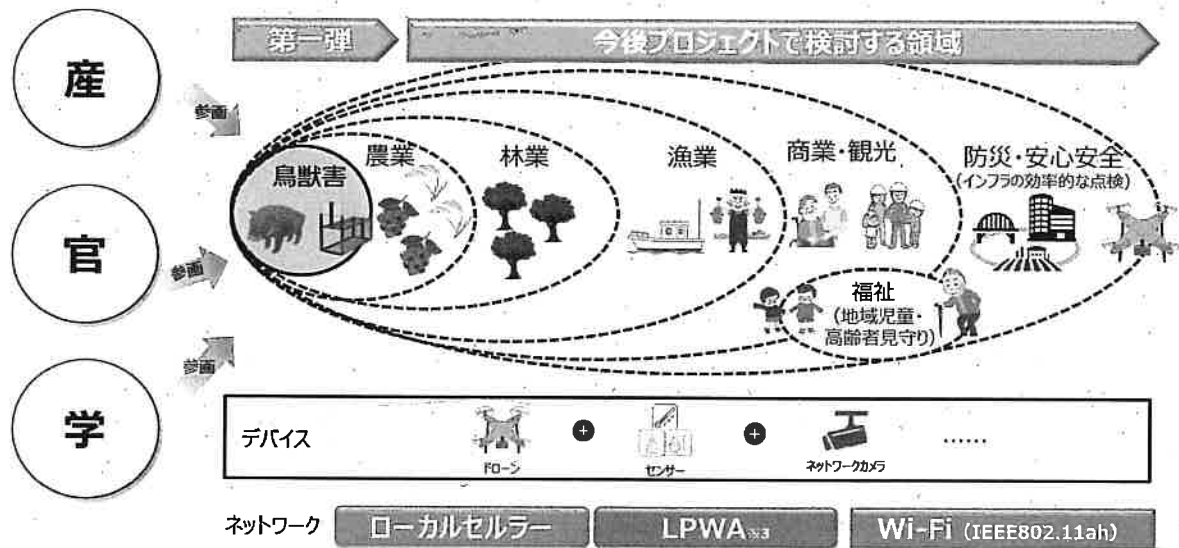 第一弾
今後プロジェクトで検討する領域
産
官
学
参画
参画
参画
鳥獣害
農業
林業
漁業
商業・観光
防災・安心安全
(インフラの効率的な点検)
福祉
(地域児童・
高齢者見守り)
デバイス
ドローン
センサー
ネットワークカメラ
……
ネットワーク
ローカルセルラー
LPWA※3
Wi-Fi (IEEE802.11ah)